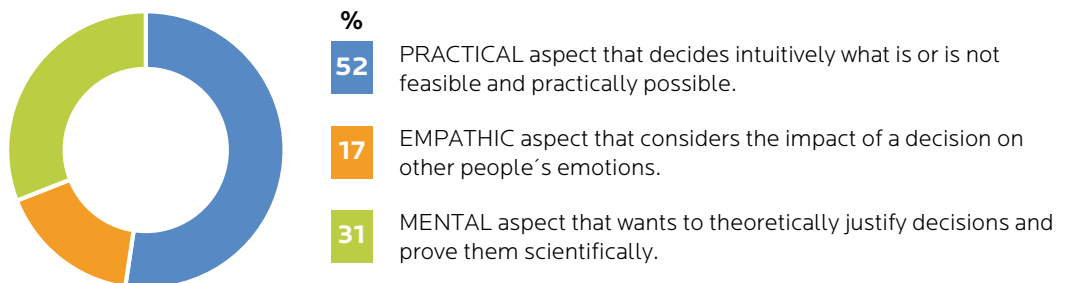 %
52
PRACTICAL aspect that decides intuitively what is or is not
feasible and practically possible.
17
EMPATHIC aspect that considers the impact of a decision on
other people´s emotions.
31
MENTAL aspect that wants to theoretically justify decisions and
prove them scientifically.